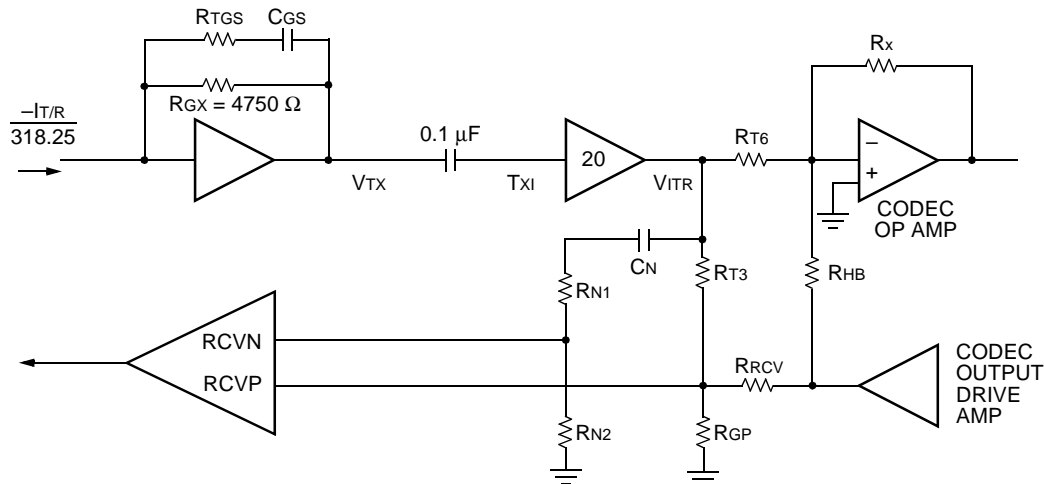 RTGS
CGS
RGX = 4750 Ω
–IT/R
318.25
VTX
0.1 µF
TXI
20
VITR
RT6
RX
–
+
CODEC
OP AMP
CN
RN1
RT3
RHB
RCVN
RCVP
RRCV
CODEC
OUTPUT
DRIVE
AMP
RN2
RGP